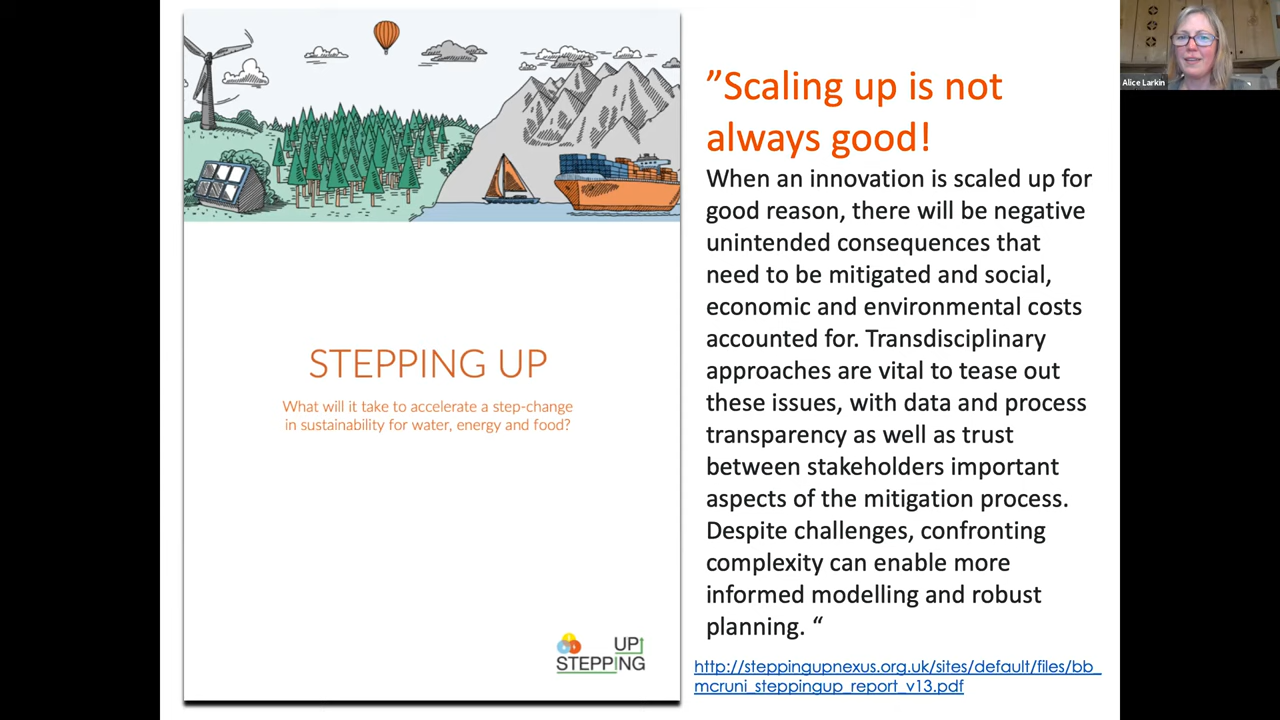 STEPPING UP
What will it take to accelerate a step-change
in sustainability for water, energy and food?
UP
STEPPING
”Scaling up is not
always good!
When an innovation is scaled up for
good reason, there will be negative
unintended consequences that
need to be mitigated and social,
economic and environmental costs
accounted for. Transdisciplinary
approaches are vital to tease out
these issues, with data and process
transparency as well as trust
between stakeholders important
aspects of the mitigation process.
Despite challenges, confronting
complexity can enable more
informed modelling and robust
planning. “
http://steppingupnexus.org.uk/sites/default/files/bb_
mcruni_steppingup_report_v13.pdf
Alice Larkin